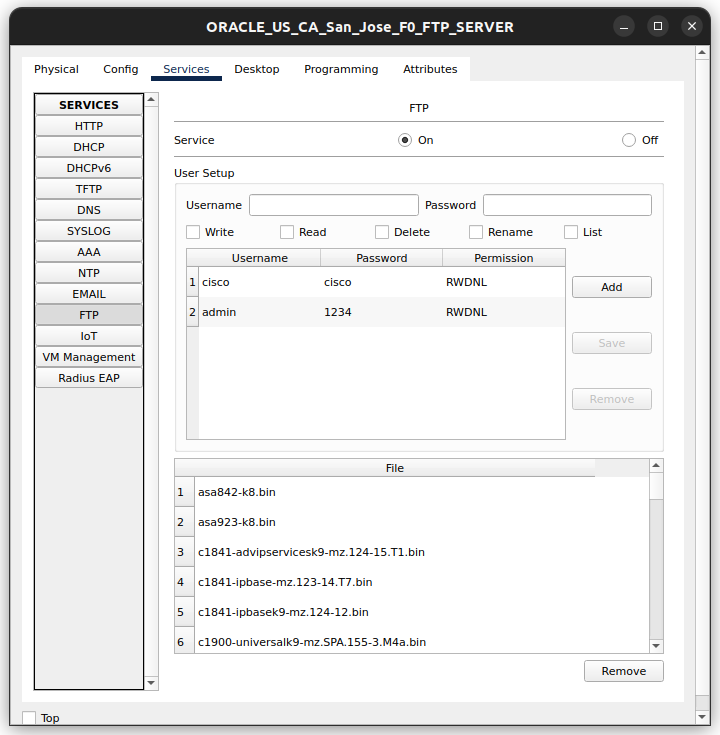 ORACLE_US_CA_San_Jose_F0_FTP_SERVER
Physical Config Services Desktop Programming Attributes
SERVICES
HTTP
DHCP
DHCPv6
TFTP
DNS
SYSLOG
AAA
NTP
EMAIL
FTP
IoT
VM Management
Radius EAP
FTP
Service On Off
User Setup
Username Password
Write Read Delete Rename List
Username Password Permission
1 cisco cisco RWDNL
2 admin 1234 RWDNL
Add
Save
Remove
File
1 asa842-k8.bin
2 asa923-k8.bin
3 c1841-advipservicesk9-mz.124-15.T1.bin
4 c1841-ipbase-mz.123-14.T7.bin
5 c1841-ipbasek9-mz.124-12.bin
6 c1900-universalk9-mz.SPA.155-3.M4a.bin
Remove
Top